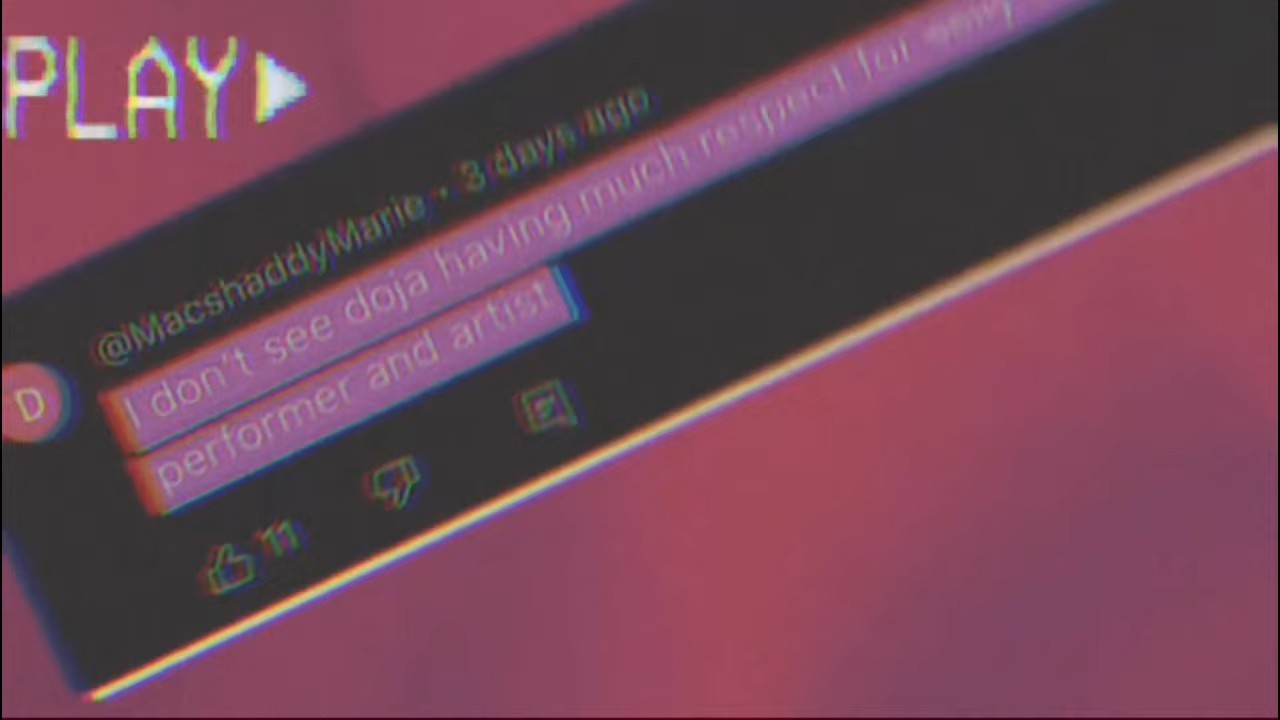 PLAY
@MacshaddyMarie · 3 days ago
I don't see doja having much respect for
performer and artist
D
11